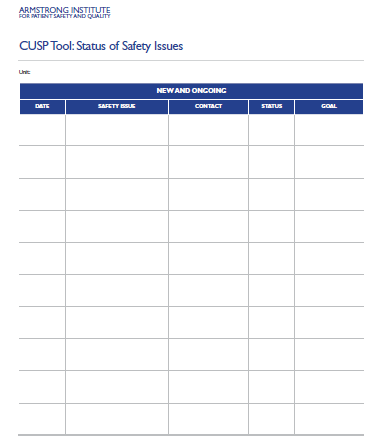 ARMSTRONG INSTITUTE
FOR PATIENT SAFETY AND QUALITY
CUSP Tool: Status of Safety Issues
Unit:
NEW AND ONGOING
DATE SAFETY ISSUE CONTACT STATUS GOAL